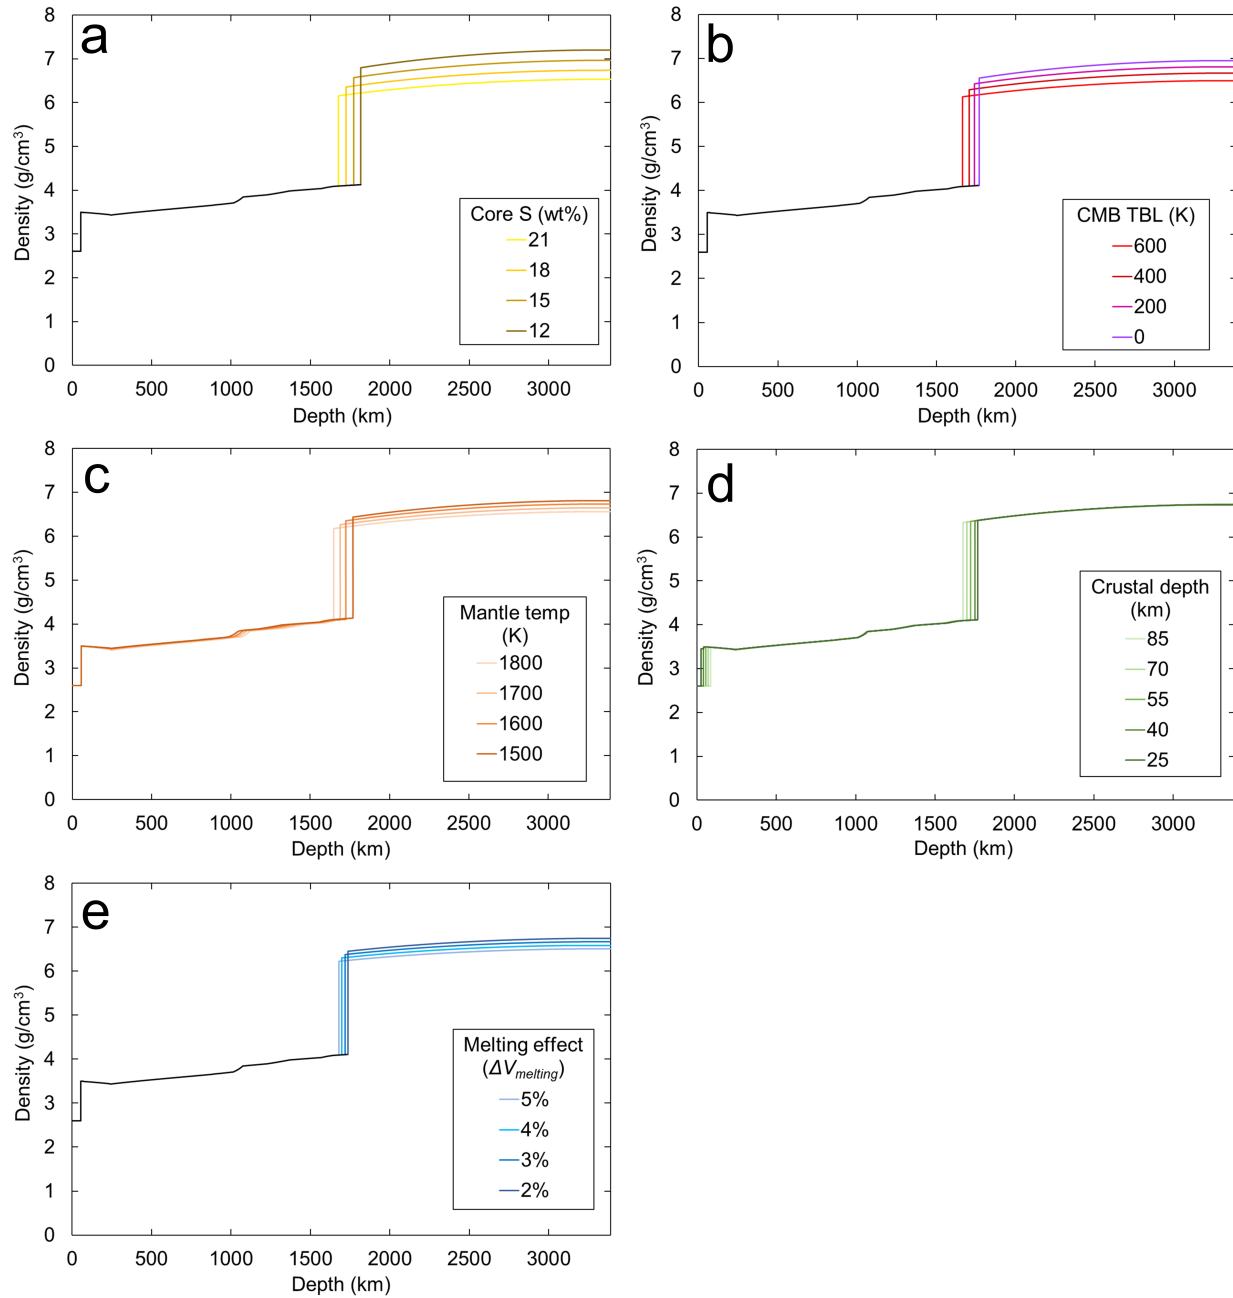 a
8
7
6
5
4
3
2
1
0
Density (g/cm³)
Core S (wt%)
21
18
15
12
0 500 1000 1500 2000 2500 3000
Depth (km)
b
8
7
6
5
4
3
2
1
0
Density (g/cm³)
CMB TBL (K)
600
400
200
0
0 500 1000 1500 2000 2500 3000
Depth (km)
c
8
7
6
5
4
3
2
1
0
Density (g/cm³)
Mantle temp
(K)
1800
1700
1600
1500
0 500 1000 1500 2000 2500 3000
Depth (km)
d
8
7
6
5
4
3
2
1
0
Density (g/cm³)
Crustal depth
(km)
85
70
55
40
25
0 500 1000 1500 2000 2500 3000
Depth (km)
e
8
7
6
5
4
3
2
1
0
Density (g/cm³)
Melting effect
(ΔVmelting)
5%
4%
3%
2%
0 500 1000 1500 2000 2500 3000
Depth (km)